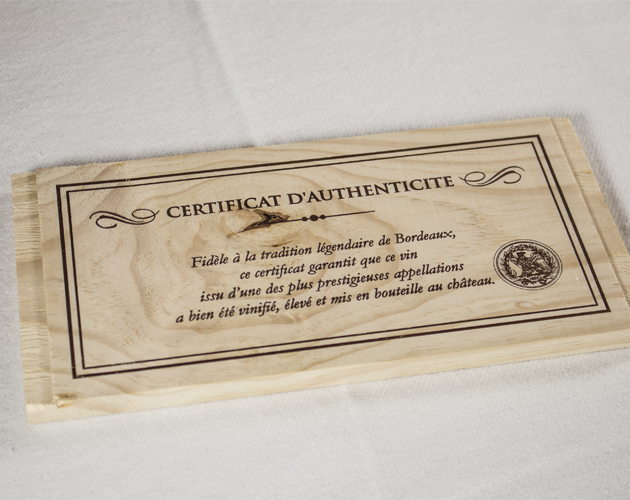 CERTIFICAT D'AUTHENTICITE
Fidèle à la tradition légendaire de Bordeaux,
ce certificat garantit que ce vin
issu d'une des plus prestigieuses appellations
a bien été vinifié, élevé et mis en bouteille au château.